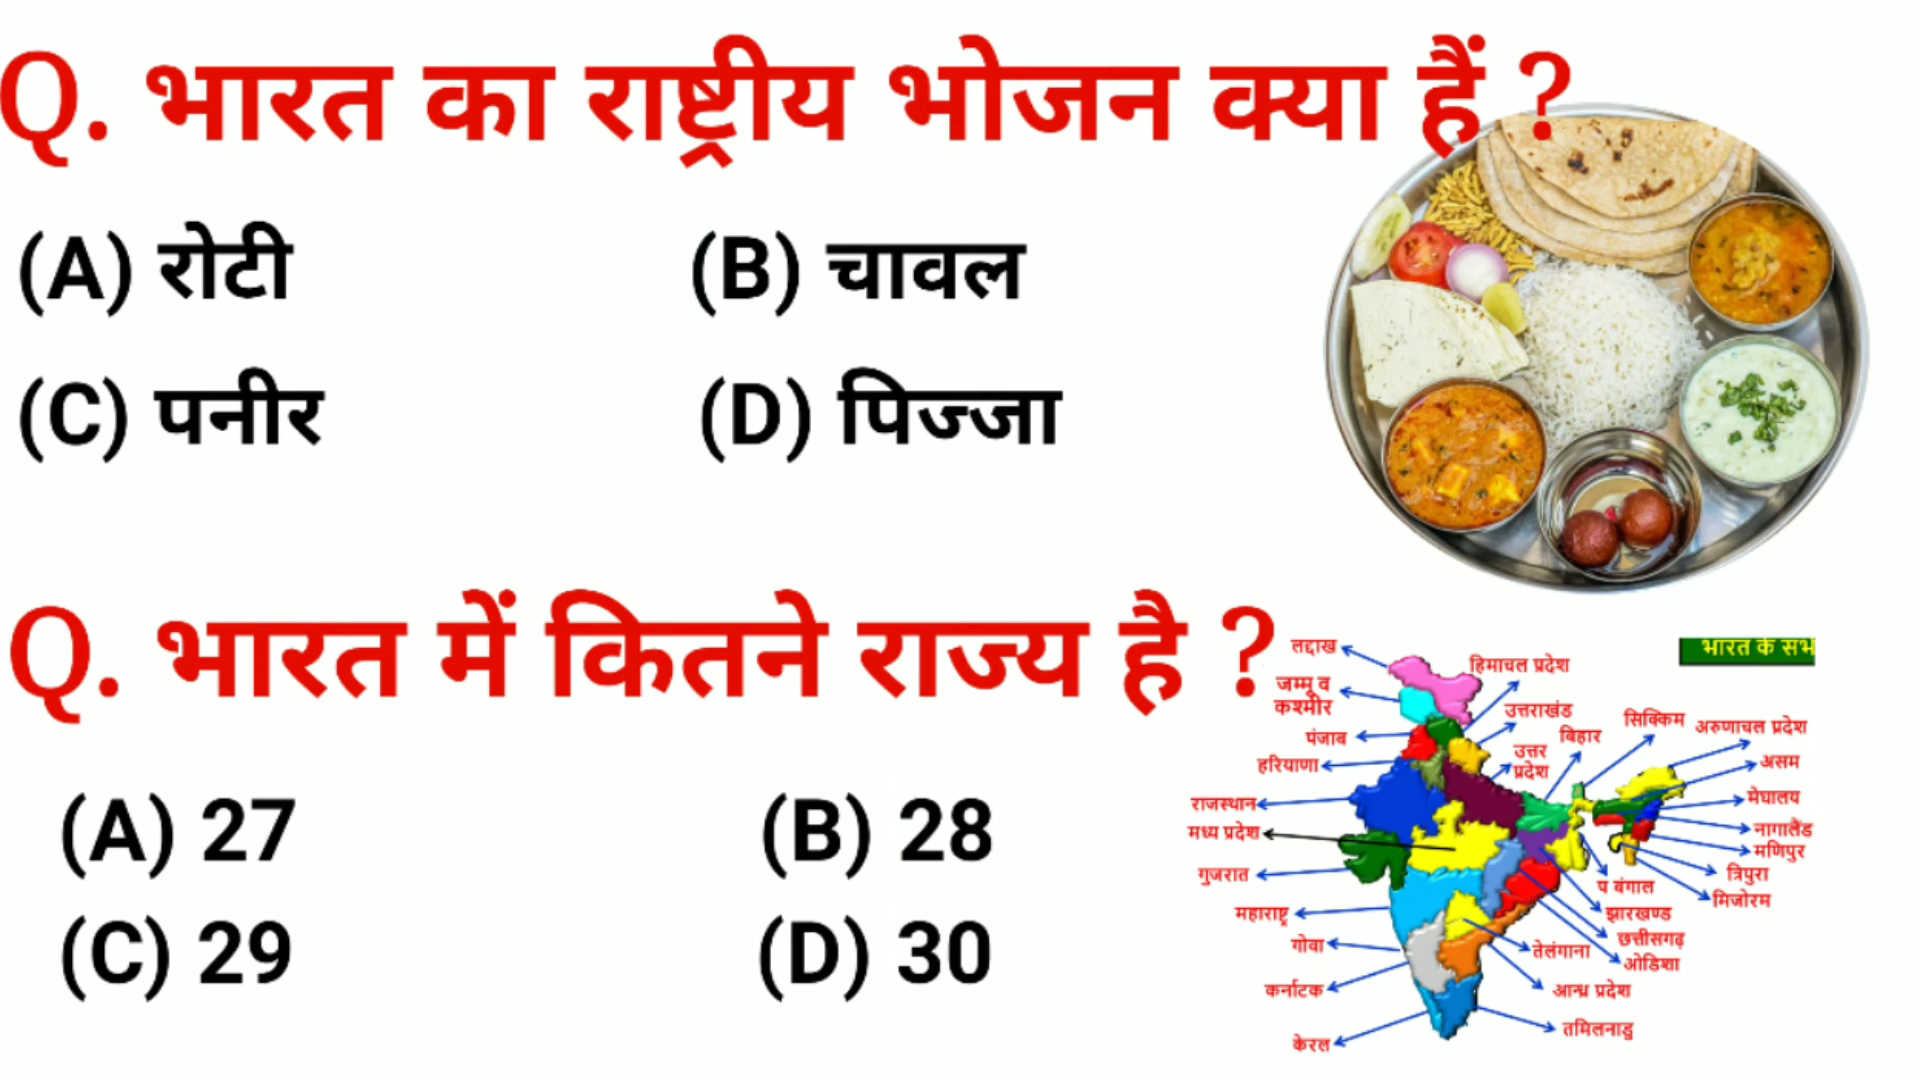 Q. भारत का राष्ट्रीय भोजन क्या हैं ?
(A) रोटी (B) चावल
(C) पनीर (D) पिज्जा
Q. भारत में कितने राज्य है ?
(A) 27 (B) 28
(C) 29 (D) 30
भारत के सभ
लद्दाख
हिमाचल प्रदेश
जम्मू व
कश्मीर
उत्तराखंड
पंजाब
बिहार
सिक्किम
अरुणाचल प्रदेश
हरियाणा
उत्तर
प्रदेश
असम
राजस्थान
मेघालय
मध्य प्रदेश
नागालैंड
मणिपुर
गुजरात
त्रिपुरा
प बंगाल
मिजोरम
महाराष्ट्र
झारखण्ड
गोवा
छत्तीसगढ़
तेलंगाना
ओडिशा
कर्नाटक
आन्ध्र प्रदेश
तमिलनाडु
केरल